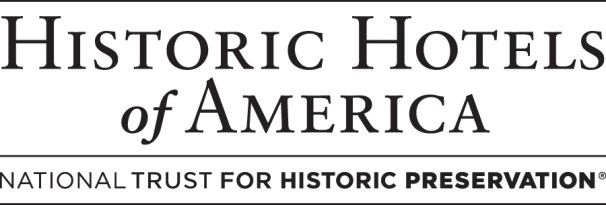 HISTORIC HOTELS
of AMERICA
NATIONAL TRUST FOR HISTORIC PRESERVATION®